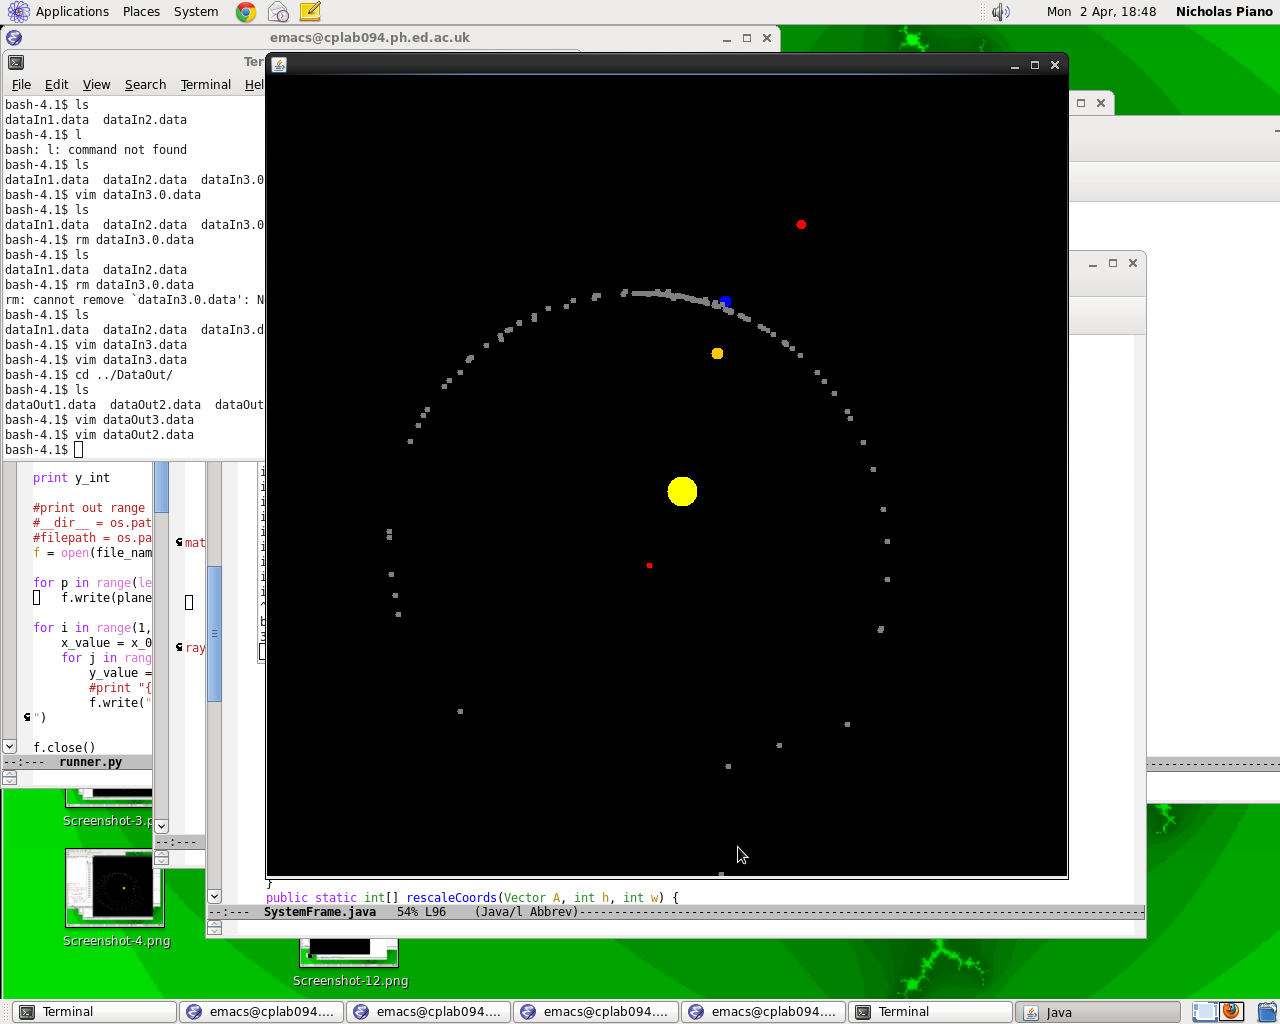 Applications Places System Mon 2 Apr, 18:48 Nicholas Piano
emacs@cplab094.ph.ed.ac.uk
Ter
File Edit View Search Terminal Hel
bash-4.1$ ls
dataIn1.data dataIn2.data
bash-4.1$ l
bash: l: command not found
bash-4.1$ ls
dataIn1.data dataIn2.data dataIn3.0
bash-4.1$ vim dataIn3.0.data
bash-4.1$ ls
dataIn1.data dataIn2.data dataIn3.0
bash-4.1$ rm dataIn3.0.data
bash-4.1$ ls
dataIn1.data dataIn2.data
bash-4.1$ rm dataIn3.0.data
rm: cannot remove `dataIn3.0.data': N
bash-4.1$ ls
dataIn1.data dataIn2.data dataIn3.d
bash-4.1$ vim dataIn3.data
bash-4.1$ vim dataIn3.data
bash-4.1$ cd ../DataOut/
bash-4.1$ ls
dataOut1.data dataOut2.data dataOut
bash-4.1$ vim dataOut3.data
bash-4.1$ vim dataOut2.data
bash-4.1$
print y_int
#print out range
#__dir__ = os.pat
#filepath = os.pa
f = open(file_nam
for p in range(le
f.write(plane
for i in range(1,
x_value = x_0
for j in rang
y_value =
#print "{
f.write("
")
f.close()
--:--- runner.py
mat
ray
--:---
}
public static int[] rescaleCoords(Vector A, int h, int w) {
--:--- SystemFrame.java 54% L96 (Java/l Abbrev)
Screenshot-3.p
Screenshot-4.png
Screenshot-12.png
Terminal
emacs@cplab094....
emacs@cplab094....
emacs@cplab094....
emacs@cplab094....
Terminal
Java